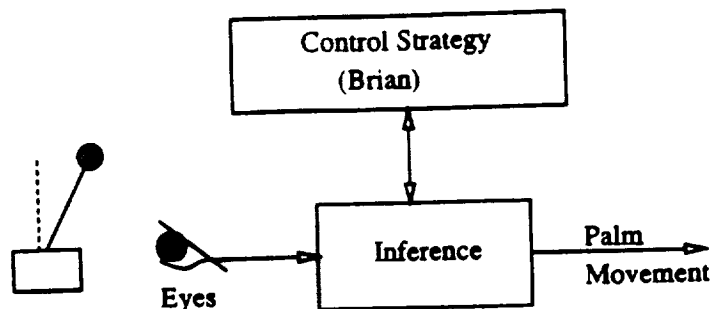 Control Strategy
(Brian)
Inference
Palm
Movement
Eyes